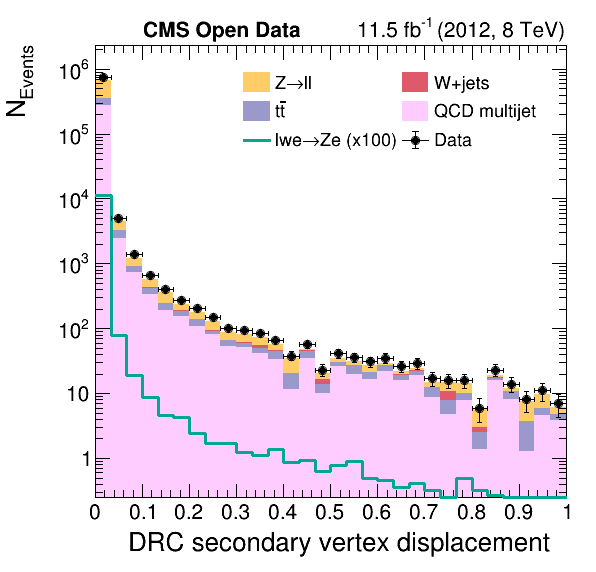 CMS Open Data 11.5 fb⁻¹ (2012, 8 TeV)
N_Events
10⁶
10⁵
10⁴
10³
10²
10
1
Z→ll W+jets
tt̄ QCD multijet
lwe→Ze (x100) Data
0 0.1 0.2 0.3 0.4 0.5 0.6 0.7 0.8 0.9 1
DRC secondary vertex displacement